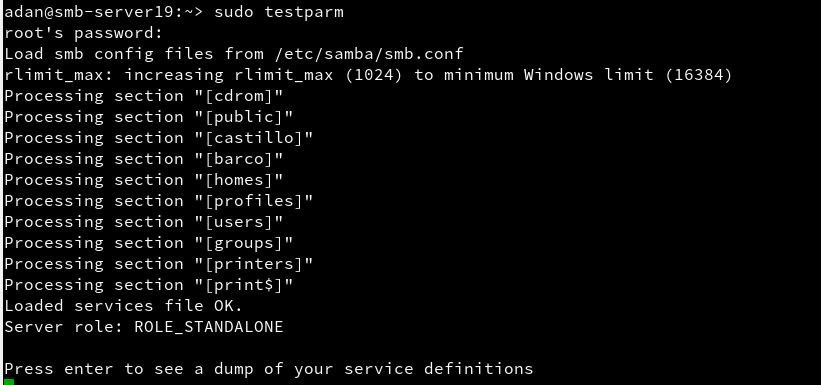 adan@smb-server19:~> sudo testparm
root's password:
Load smb config files from /etc/samba/smb.conf
rlimit_max: increasing rlimit_max (1024) to minimum Windows limit (16384)
Processing section "[cdrom]"
Processing section "[public]"
Processing section "[castillo]"
Processing section "[barco]"
Processing section "[homes]"
Processing section "[profiles]"
Processing section "[users]"
Processing section "[groups]"
Processing section "[printers]"
Processing section "[print$]"
Loaded services file OK.
Server role: ROLE_STANDALONE
Press enter to see a dump of your service definitions